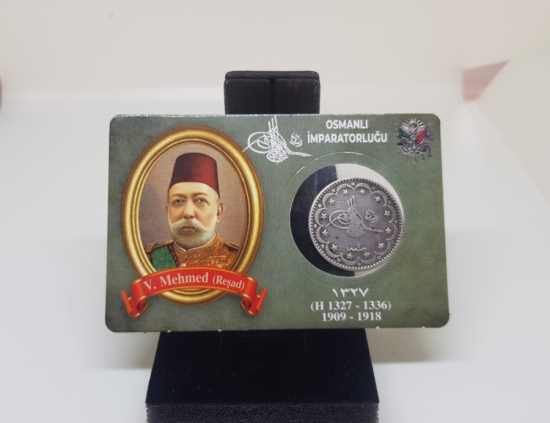 OSMANLI
İMPARATORLUĞU
V. Mehmed (Reşad)
١٣٢٧
(H 1327 - 1336)
1909 - 1918